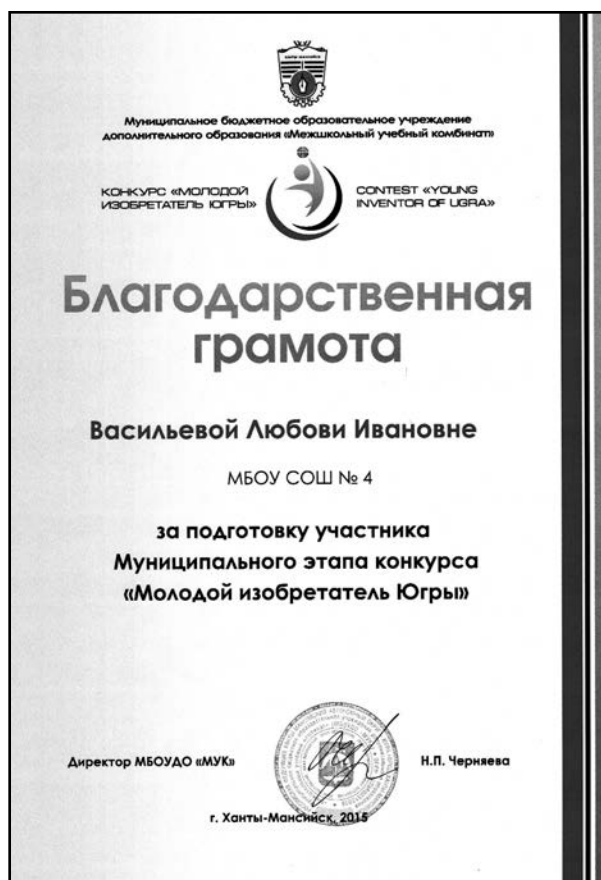 ХАНТЫ-МАНСИЙСК
Муниципальное бюджетное образовательное учреждение
дополнительного образования «Межшкольный учебный комбинат»
КОНКУРС «МОЛОДОЙ
ИЗОБРЕТАТЕЛЬ ЮГРЫ»
CONTEST «YOUNG
INVENTOR OF UGRA»
Благодарственная
грамота
Васильевой Любови Ивановне
МБОУ СОШ № 4
за подготовку участника
Муниципального этапа конкурса
«Молодой изобретатель Югры»
Директор МБОУДО «МУК»
Н.П. Черняева
г. Ханты-Мансийск, 2015